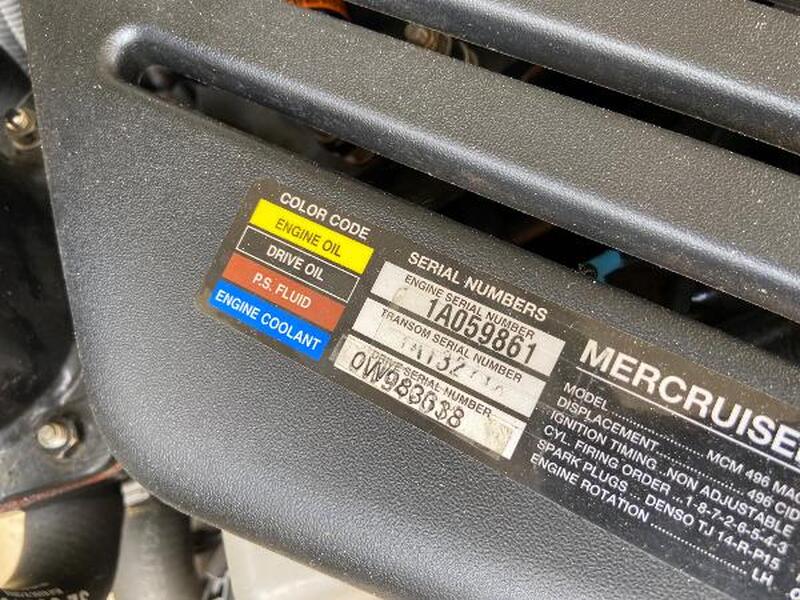 COLOR CODE
ENGINE OIL
DRIVE OIL
P.S. FLUID
ENGINE COOLANT
SERIAL NUMBERS
ENGINE SERIAL NUMBER
1A059861
TRANSOM SERIAL NUMBER
DRIVE SERIAL NUMBER
0W983638
MERCRUISER
MODEL.......... MCM 496 MAG
DISPLACEMENT.......... 496 CID
IGNITION TIMING....NON ADJUSTABLE
CYL. FIRING ORDER ...1-8-7-2-6-5-4-3
SPARK PLUGS .. DENSO TJ 14-R-P15
ENGINE ROTATION.......... LH